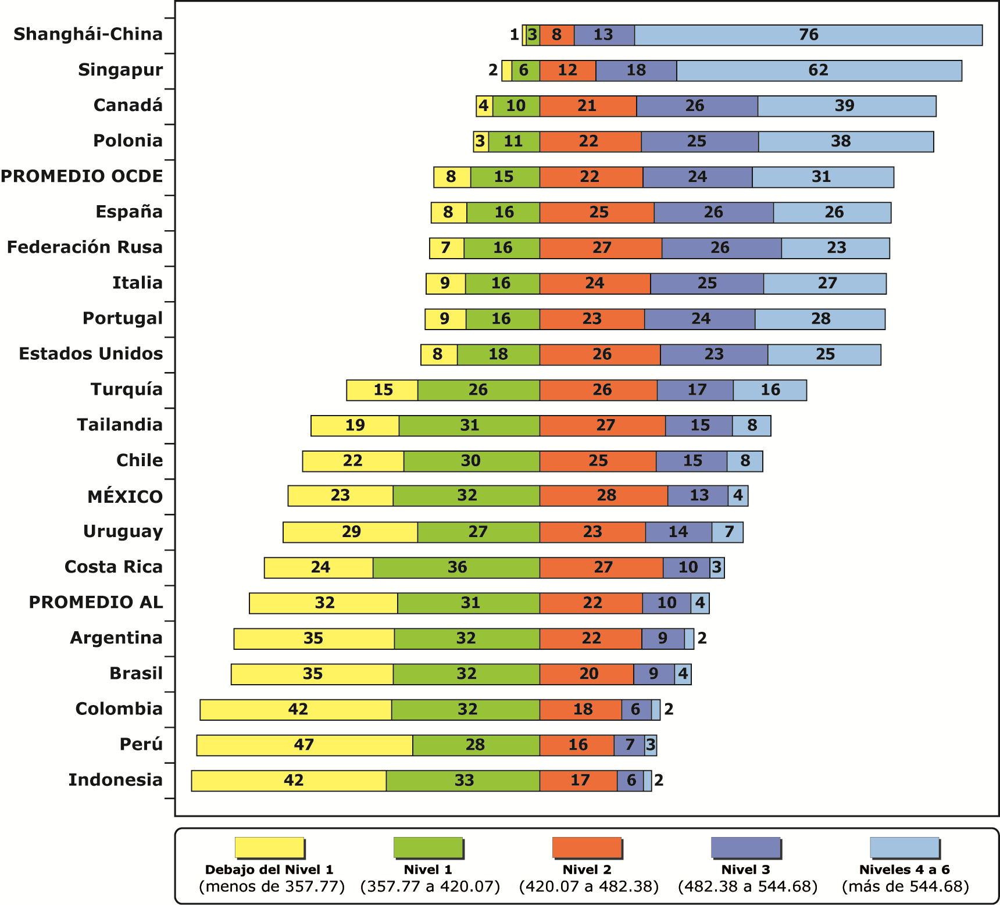 Shanghái-China 1 3 8 13 76
Singapur 2 6 12 18 62
Canadá 4 10 21 26 39
Polonia 3 11 22 25 38
PROMEDIO OCDE 8 15 22 24 31
España 8 16 25 26 26
Federación Rusa 7 16 27 26 23
Italia 9 16 24 25 27
Portugal 9 16 23 24 28
Estados Unidos 8 18 26 23 25
Turquía 15 26 26 17 16
Tailandia 19 31 27 15 8
Chile 22 30 25 15 8
MÉXICO 23 32 28 13 4
Uruguay 29 27 23 14 7
Costa Rica 24 36 27 10 3
PROMEDIO AL 32 31 22 10 4
Argentina 35 32 22 9 2
Brasil 35 32 20 9 4
Colombia 42 32 18 6 2
Perú 47 28 16 7 3
Indonesia 42 33 17 6 2
Debajo del Nivel 1 Nivel 1 Nivel 2 Nivel 3 Niveles 4 a 6
(menos de 357.77) (357.77 a 420.07) (420.07 a 482.38) (482.38 a 544.68) (más de 544.68)